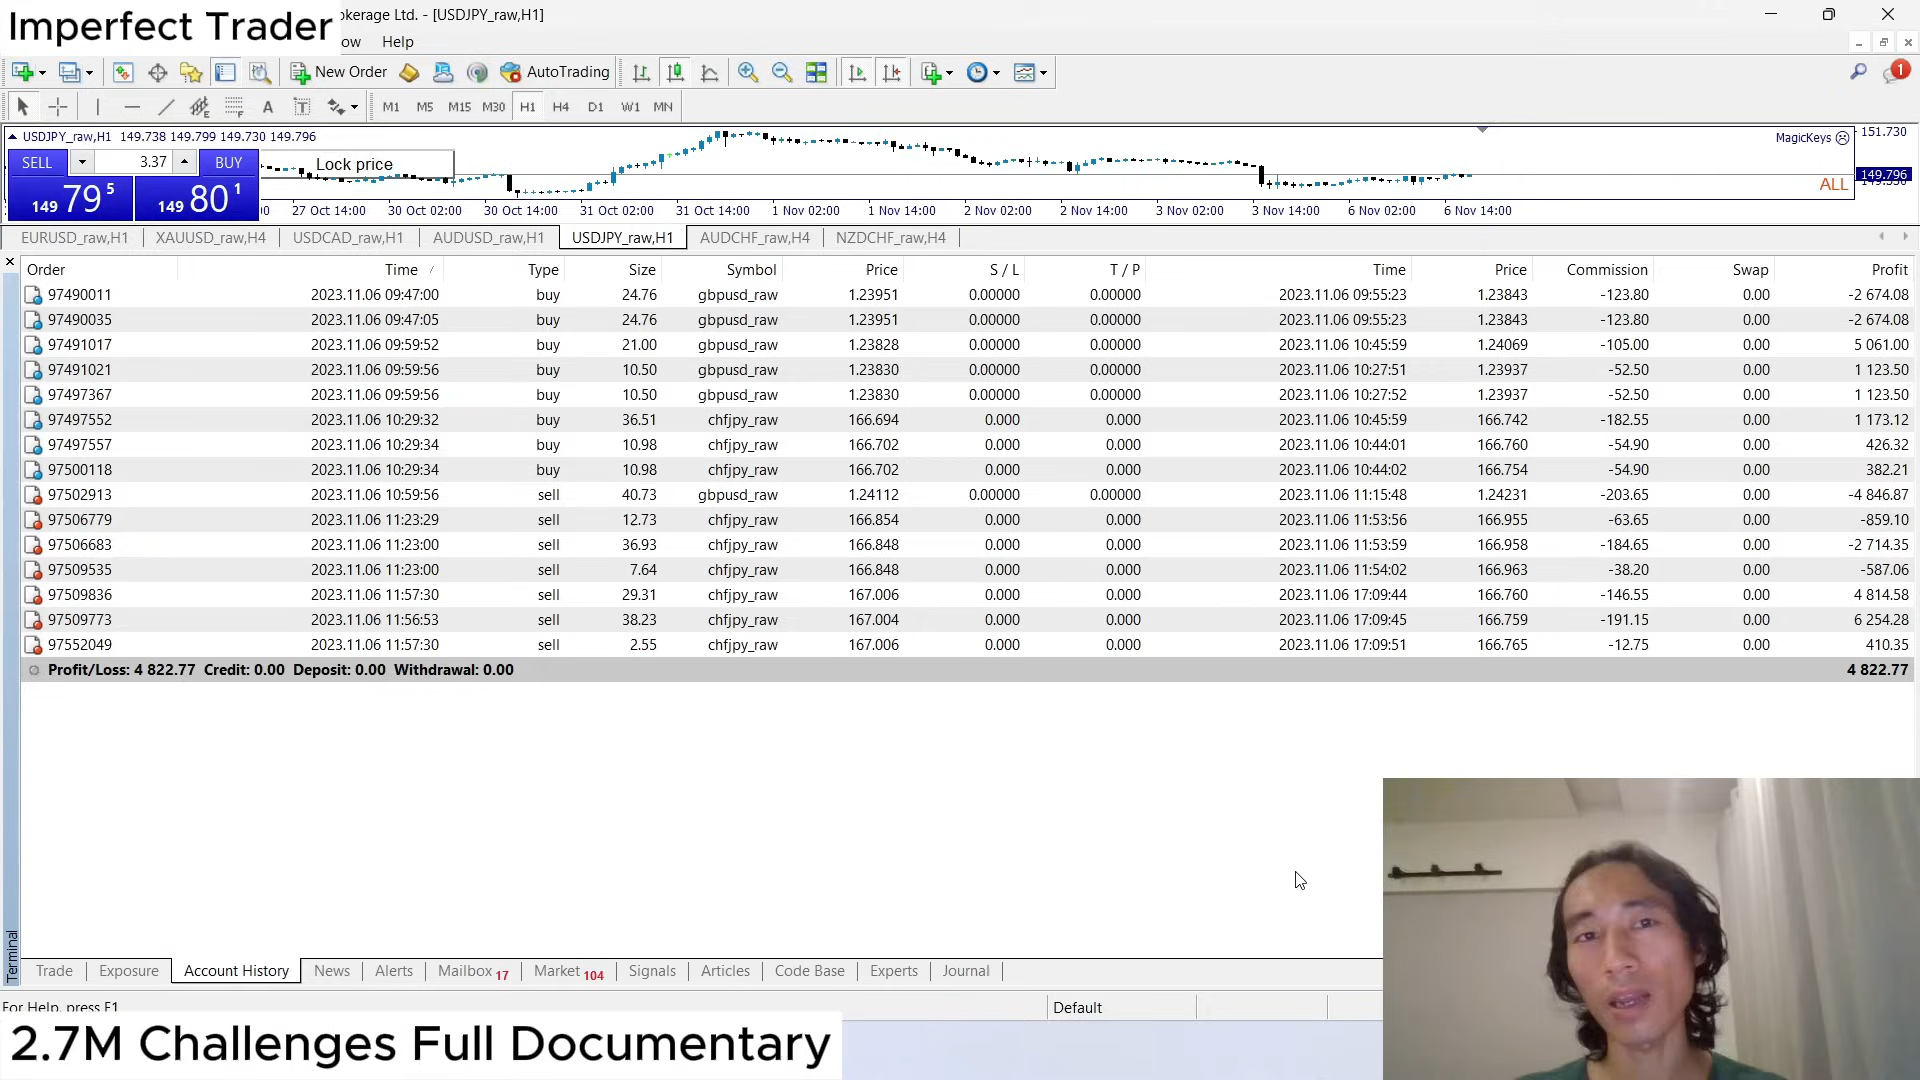 Imperfect Trader
okerage Ltd. - [USDJPY_raw,H1]
ow Help
New Order AutoTrading
1
A T M1 M5 M15 M30 H1 H4 D1 W1 MN
USDJPY_raw,H1 149.738 149.799 149.730 149.796
MagicKeys
151.730
SELL 3.37 BUY
Lock price
149.796
149 79 5 149 80 1
ALL
27 Oct 14:00 30 Oct 02:00 30 Oct 14:00 31 Oct 02:00 31 Oct 14:00 1 Nov 02:00 1 Nov 14:00 2 Nov 02:00 2 Nov 14:00 3 Nov 02:00 3 Nov 14:00 6 Nov 02:00 6 Nov 14:00
EURUSD_raw,H1 XAUUSD_raw,H4 USDCAD_raw,H1 AUDUSD_raw,H1 USDJPY_raw,H1 AUDCHF_raw,H4 NZDCHF_raw,H4
Order Time / Type Size Symbol Price S / L T / P Time Price Commission Swap Profit
97490011 2023.11.06 09:47:00 buy 24.76 gbpusd_raw 1.23951 0.00000 0.00000 2023.11.06 09:55:23 1.23843 -123.80 0.00 -2 674.08
97490035 2023.11.06 09:47:05 buy 24.76 gbpusd_raw 1.23951 0.00000 0.00000 2023.11.06 09:55:23 1.23843 -123.80 0.00 -2 674.08
97491017 2023.11.06 09:59:52 buy 21.00 gbpusd_raw 1.23828 0.00000 0.00000 2023.11.06 10:45:59 1.24069 -105.00 0.00 5 061.00
97491021 2023.11.06 09:59:56 buy 10.50 gbpusd_raw 1.23830 0.00000 0.00000 2023.11.06 10:27:51 1.23937 -52.50 0.00 1 123.50
97497367 2023.11.06 09:59:56 buy 10.50 gbpusd_raw 1.23830 0.00000 0.00000 2023.11.06 10:27:52 1.23937 -52.50 0.00 1 123.50
97497552 2023.11.06 10:29:32 buy 36.51 chfjpy_raw 166.694 0.000 0.000 2023.11.06 10:45:59 166.742 -182.55 0.00 1 173.12
97497557 2023.11.06 10:29:34 buy 10.98 chfjpy_raw 166.702 0.000 0.000 2023.11.06 10:44:01 166.760 -54.90 0.00 426.32
97500118 2023.11.06 10:29:34 buy 10.98 chfjpy_raw 166.702 0.000 0.000 2023.11.06 10:44:02 166.754 -54.90 0.00 382.21
97502913 2023.11.06 10:59:56 sell 40.73 gbpusd_raw 1.24112 0.00000 0.00000 2023.11.06 11:15:48 1.24231 -203.65 0.00 -4 846.87
97506779 2023.11.06 11:23:29 sell 12.73 chfjpy_raw 166.854 0.000 0.000 2023.11.06 11:53:56 166.955 -63.65 0.00 -859.10
97506683 2023.11.06 11:23:00 sell 36.93 chfjpy_raw 166.848 0.000 0.000 2023.11.06 11:53:59 166.958 -184.65 0.00 -2 714.35
97509535 2023.11.06 11:23:00 sell 7.64 chfjpy_raw 166.848 0.000 0.000 2023.11.06 11:54:02 166.963 -38.20 0.00 -587.06
97509836 2023.11.06 11:57:30 sell 29.31 chfjpy_raw 167.006 0.000 0.000 2023.11.06 17:09:44 166.760 -146.55 0.00 4 814.58
97509773 2023.11.06 11:56:53 sell 38.23 chfjpy_raw 167.004 0.000 0.000 2023.11.06 17:09:45 166.759 -191.15 0.00 6 254.28
97552049 2023.11.06 11:57:30 sell 2.55 chfjpy_raw 167.006 0.000 0.000 2023.11.06 17:09:51 166.765 -12.75 0.00 410.35
Profit/Loss: 4 822.77 Credit: 0.00 Deposit: 0.00 Withdrawal: 0.00 4 822.77
Terminal
Trade Exposure Account History News Alerts Mailbox 17 Market 104 Signals Articles Code Base Experts Journal
For Help, press F1
Default
2.7M Challenges Full Documentary